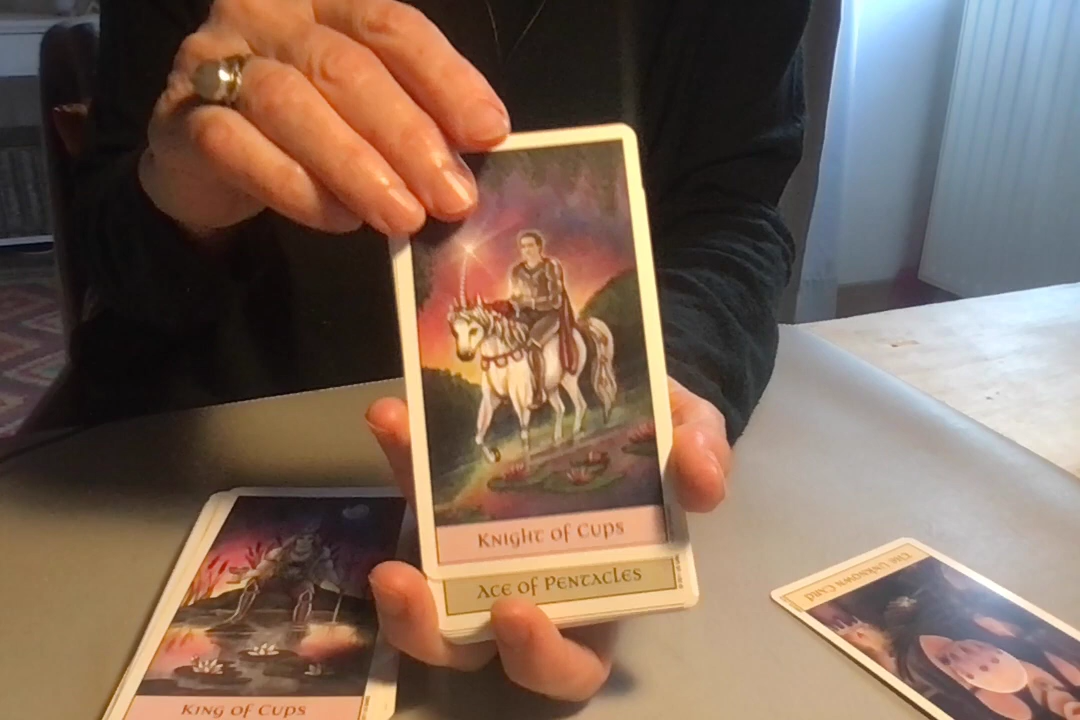 Knight of Cups
Ace of Pentacles
King of Cups
The Unknown Card